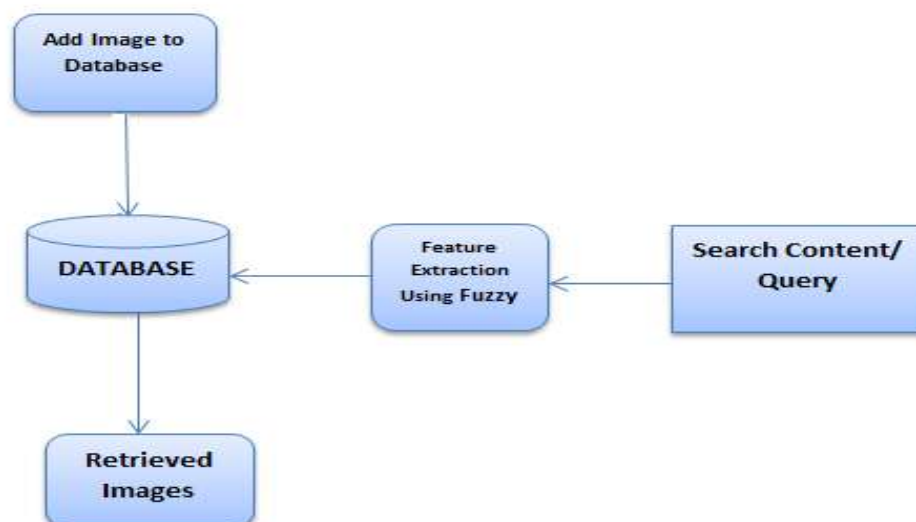 Add Image to
Database
DATABASE
Feature
Extraction
Using Fuzzy
Search Content/
Query
Retrieved
Images